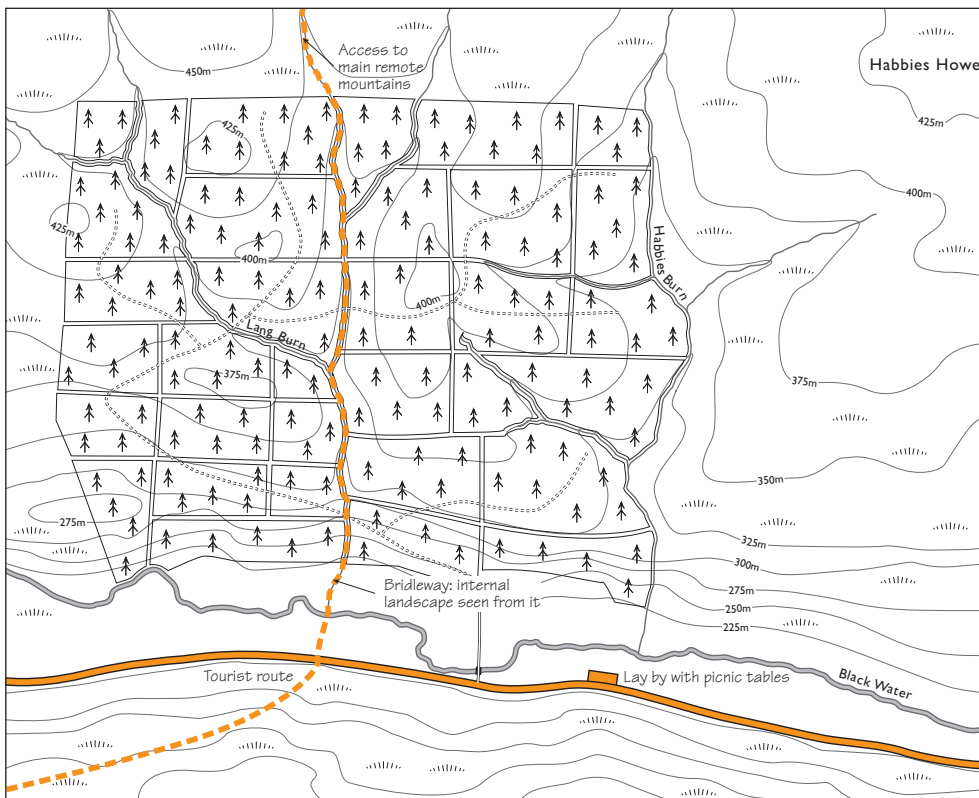 Access to
main remote
mountains
450m
Habbies Howe
425m
425m
400m
425m
400m
Habbies Burn
400m
Lang Burn
375m
375m
350m
275m
325m
300m
275m
250m
225m
Bridleway: internal
landscape seen from it
Tourist route
Lay by with picnic tables
Black Water